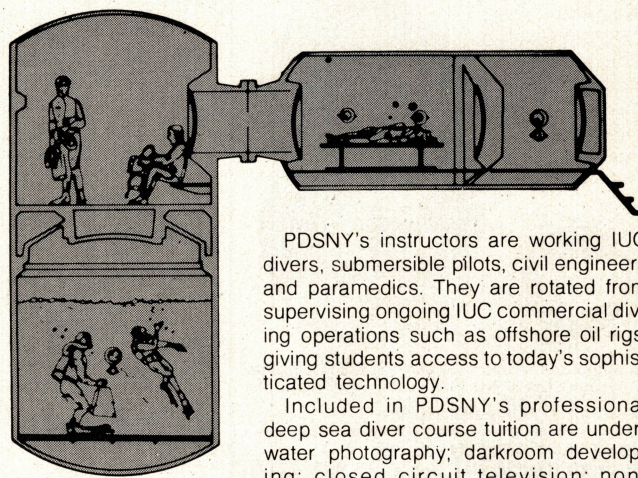 PDSNY's instructors are working IUC
divers, submersible pilots, civil engineer
and paramedics. They are rotated from
supervising ongoing IUC commercial div
ing operations such as offshore oil rigs
giving students access to today's sophis
ticated technology.
Included in PDSNY's professiona
deep sea diver course tuition are under
water photography; darkroom develop
ing; closed circuit television; non